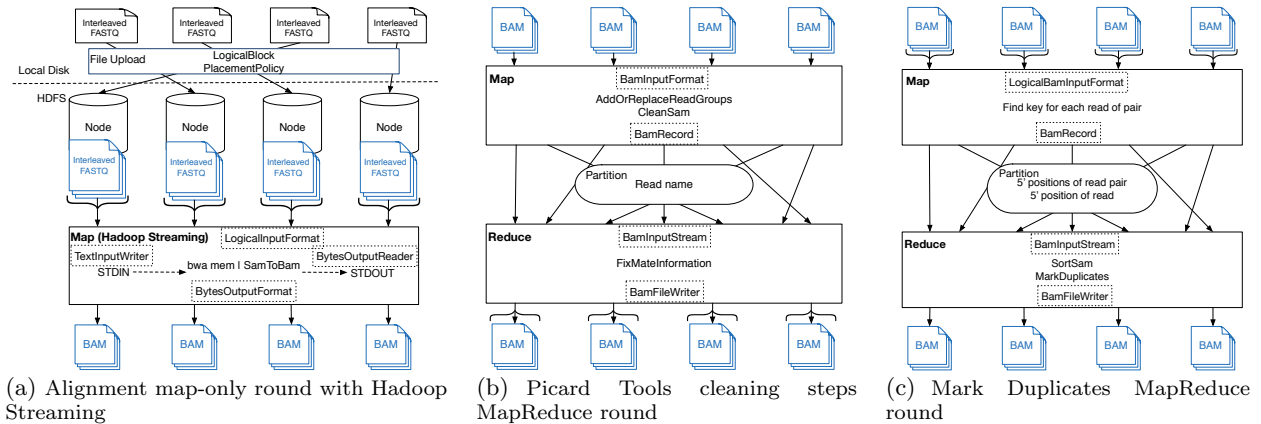 Interleaved
FASTQ
Interleaved
FASTQ
Interleaved
FASTQ
Interleaved
FASTQ
File Upload
LogicalBlock
PlacementPolicy
Local Disk
HDFS
Node
Node
Node
Node
Interleaved
FASTQ
Interleaved
FASTQ
Interleaved
FASTQ
Interleaved
FASTQ
Map (Hadoop Streaming)
LogicalInputFormat
TextInputWriter
BytesOutputReader
STDIN
bwa mem | SamToBam
STDOUT
BytesOutputFormat
BAM
BAM
BAM
BAM
(a) Alignment map-only round with Hadoop
Streaming
BAM
BAM
BAM
BAM
Map
BamInputFormat
AddOrReplaceReadGroups
CleanSam
BamRecord
Partition
Read name
Reduce
BamInputStream
FixMateInformation
BamFileWriter
BAM
BAM
BAM
BAM
(b) Picard Tools cleaning steps
MapReduce round
BAM
BAM
BAM
BAM
Map
LogicalBamInputFormat
Find key for each read of pair
BamRecord
Partition
5' positions of read pair
5' position of read
Reduce
BamInputStream
SortSam
MarkDuplicates
BamFileWriter
BAM
BAM
BAM
BAM
(c) Mark Duplicates MapReduce
round